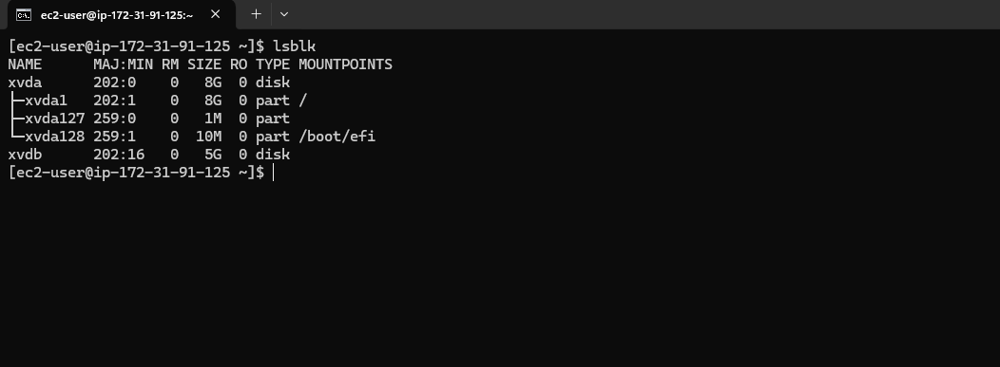 ec2-user@ip-172-31-91-125:~
[ec2-user@ip-172-31-91-125 ~]$ lsblk
NAME      MAJ:MIN RM SIZE RO TYPE MOUNTPOINTS
xvda      202:0    0   8G  0 disk
├─xvda1   202:1    0   8G  0 part /
├─xvda127 259:0    0   1M  0 part
└─xvda128 259:1    0  10M  0 part /boot/efi
xvdb      202:16   0   5G  0 disk
[ec2-user@ip-172-31-91-125 ~]$